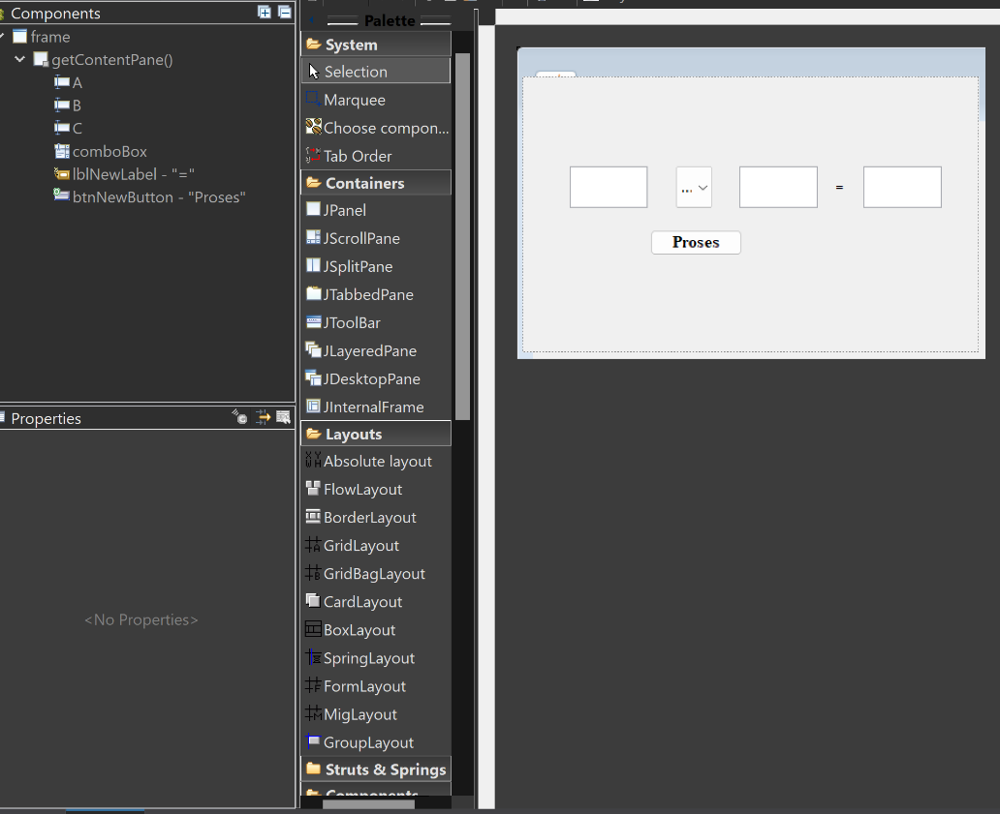 Components
frame
getContentPane()
A
B
C
comboBox
lblNewLabel - "="
btnNewButton - "Proses"
Properties
<No Properties>
Palette
System
Selection
Marquee
Choose compon...
Tab Order
Containers
JPanel
JScrollPane
JSplitPane
JTabbedPane
JToolBar
JLayeredPane
JDesktopPane
JInternalFrame
Layouts
Absolute layout
FlowLayout
BorderLayout
GridLayout
GridBagLayout
CardLayout
BoxLayout
SpringLayout
FormLayout
MigLayout
GroupLayout
Struts & Springs
Components
... =
Proses